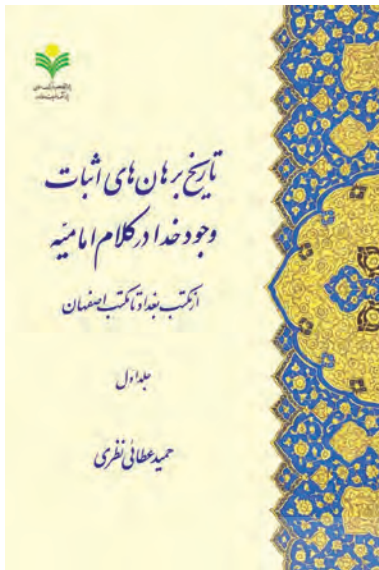 تاریخ برهان‌های اثبات
وجود خدا در کلام امامیّه
از مکتب بغداد تا مکتب اصفهان
جلد اول
حمید عطائی نظری